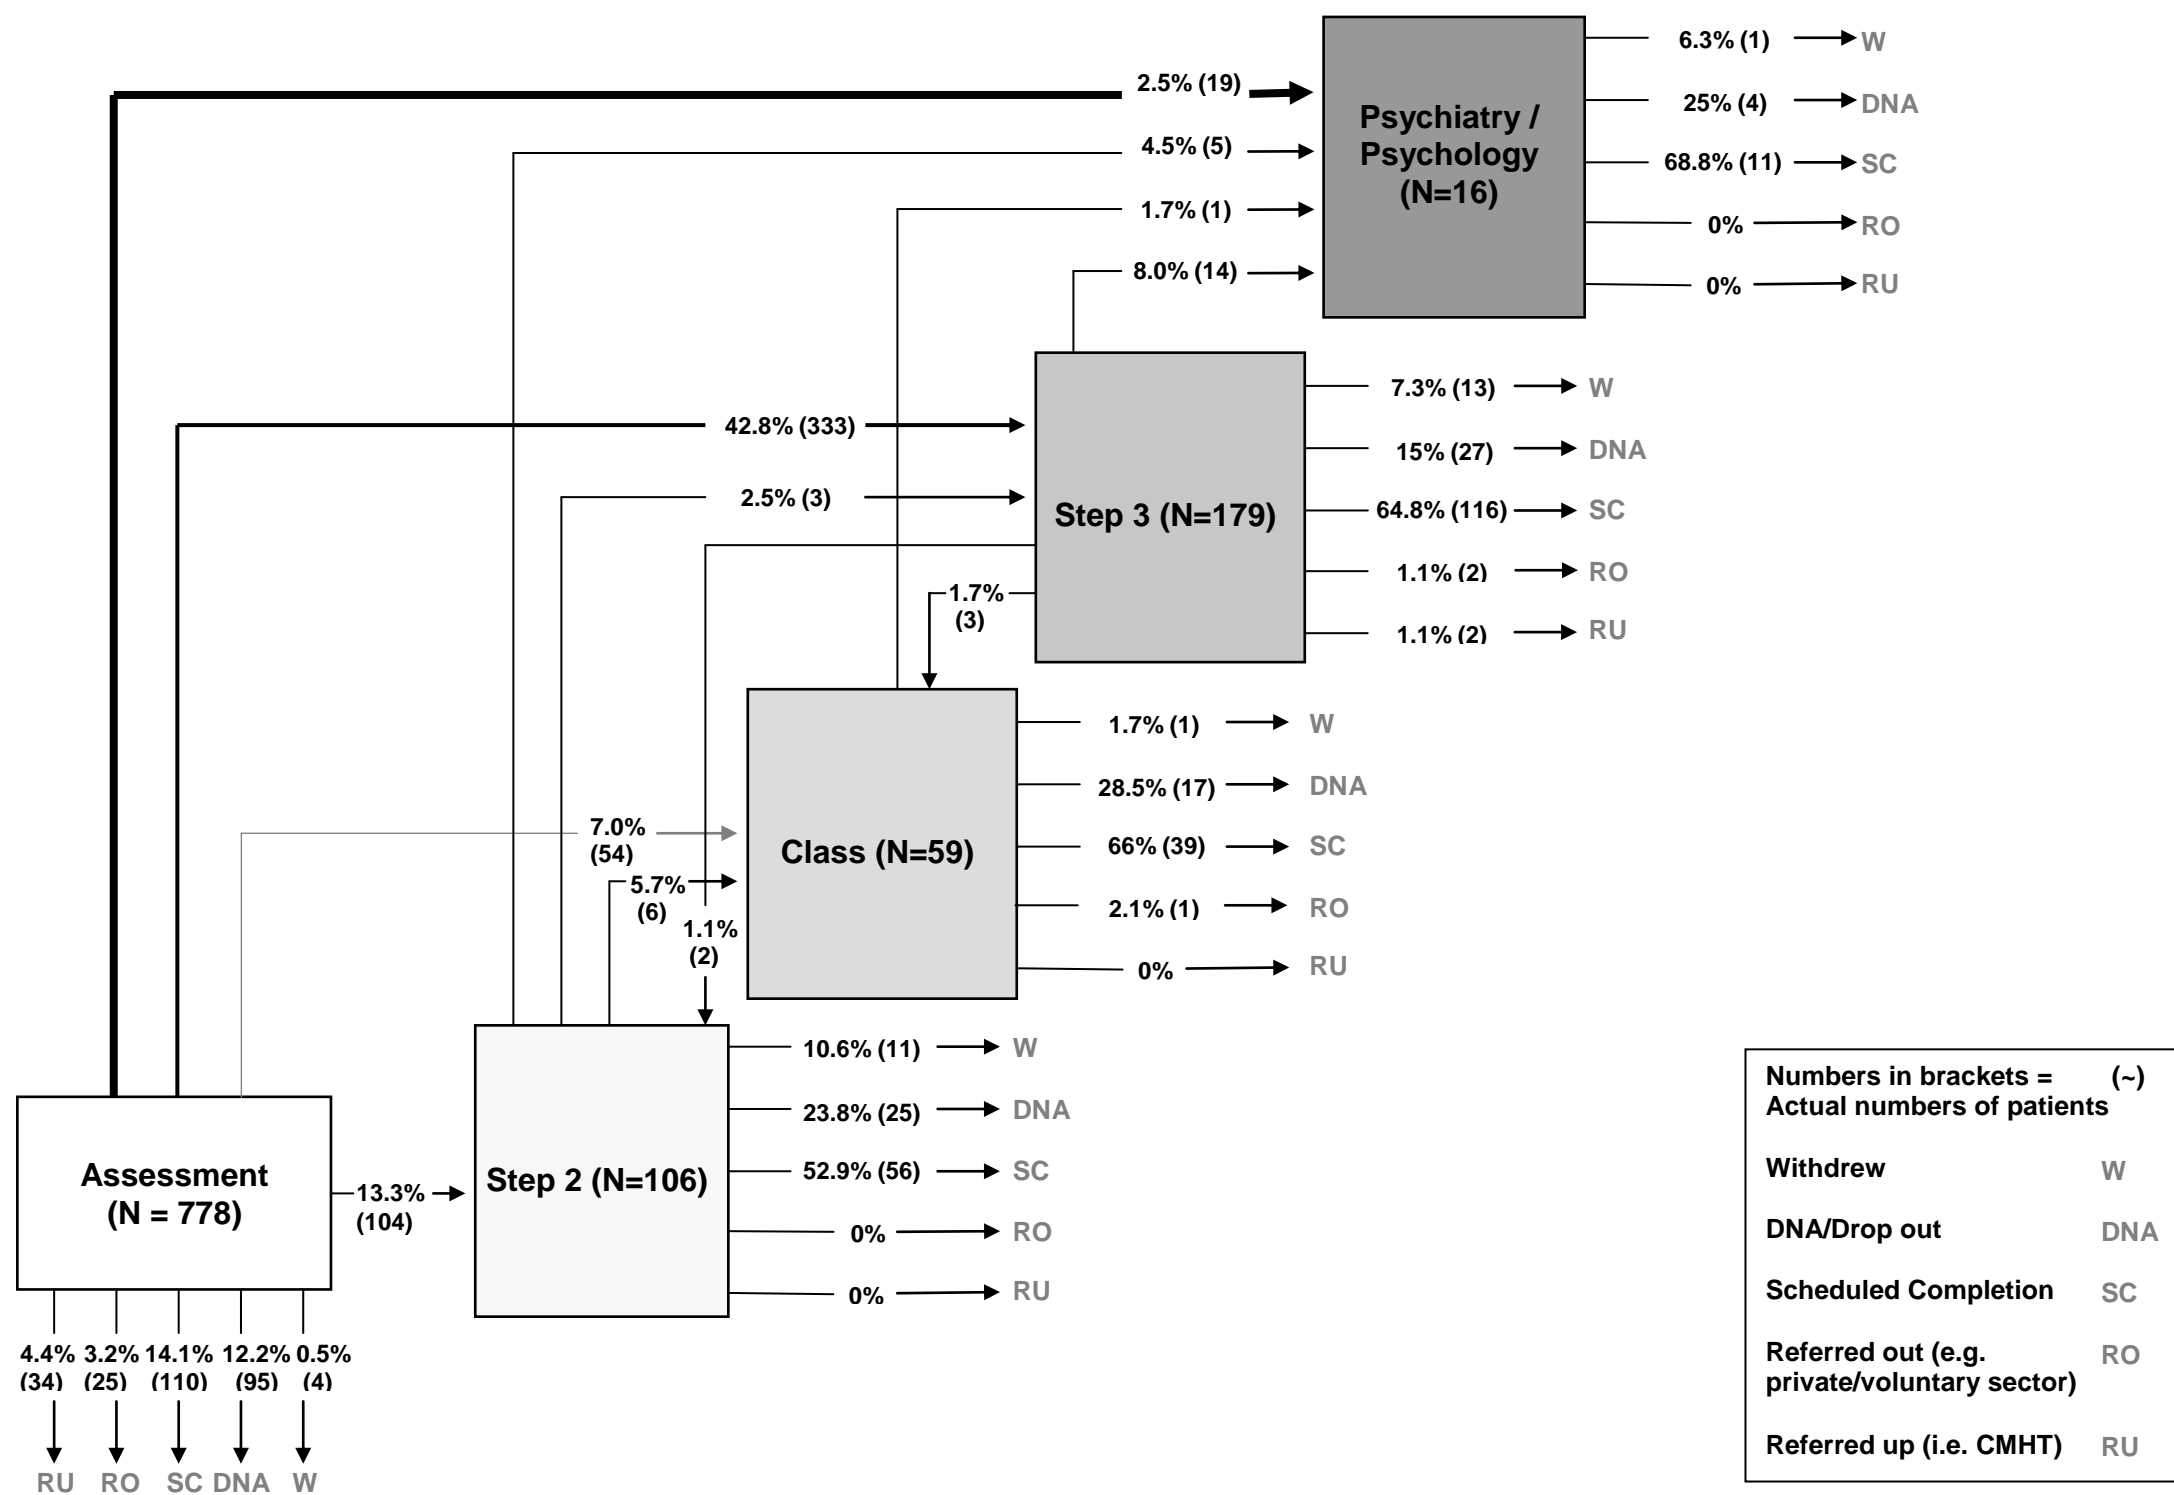 2.5% (19)
4.5% (5)
1.7% (1)
8.0% (14)
Psychiatry /
Psychology
(N=16)
6.3% (1) W
25% (4) DNA
68.8% (11) SC
0% RO
0% RU
42.8% (333)
2.5% (3)
1.7%
(3)
Step 3 (N=179)
7.3% (13) W
15% (27) DNA
64.8% (116) SC
1.1% (2) RO
1.1% (2) RU
7.0%
(54)
5.7%
(6)
1.1%
(2)
Class (N=59)
1.7% (1) W
28.5% (17) DNA
66% (39) SC
2.1% (1) RO
0% RU
Assessment
(N = 778)
13.3%
(104)
Step 2 (N=106)
10.6% (11) W
23.8% (25) DNA
52.9% (56) SC
0% RO
0% RU
4.4% 3.2% 14.1% 12.2% 0.5%
(34) (25) (110) (95) (4)
RU RO SC DNA W
Numbers in brackets = (~)
Actual numbers of patients
Withdrew W
DNA/Drop out DNA
Scheduled Completion SC
Referred out (e.g. RO
private/voluntary sector)
Referred up (i.e. CMHT) RU